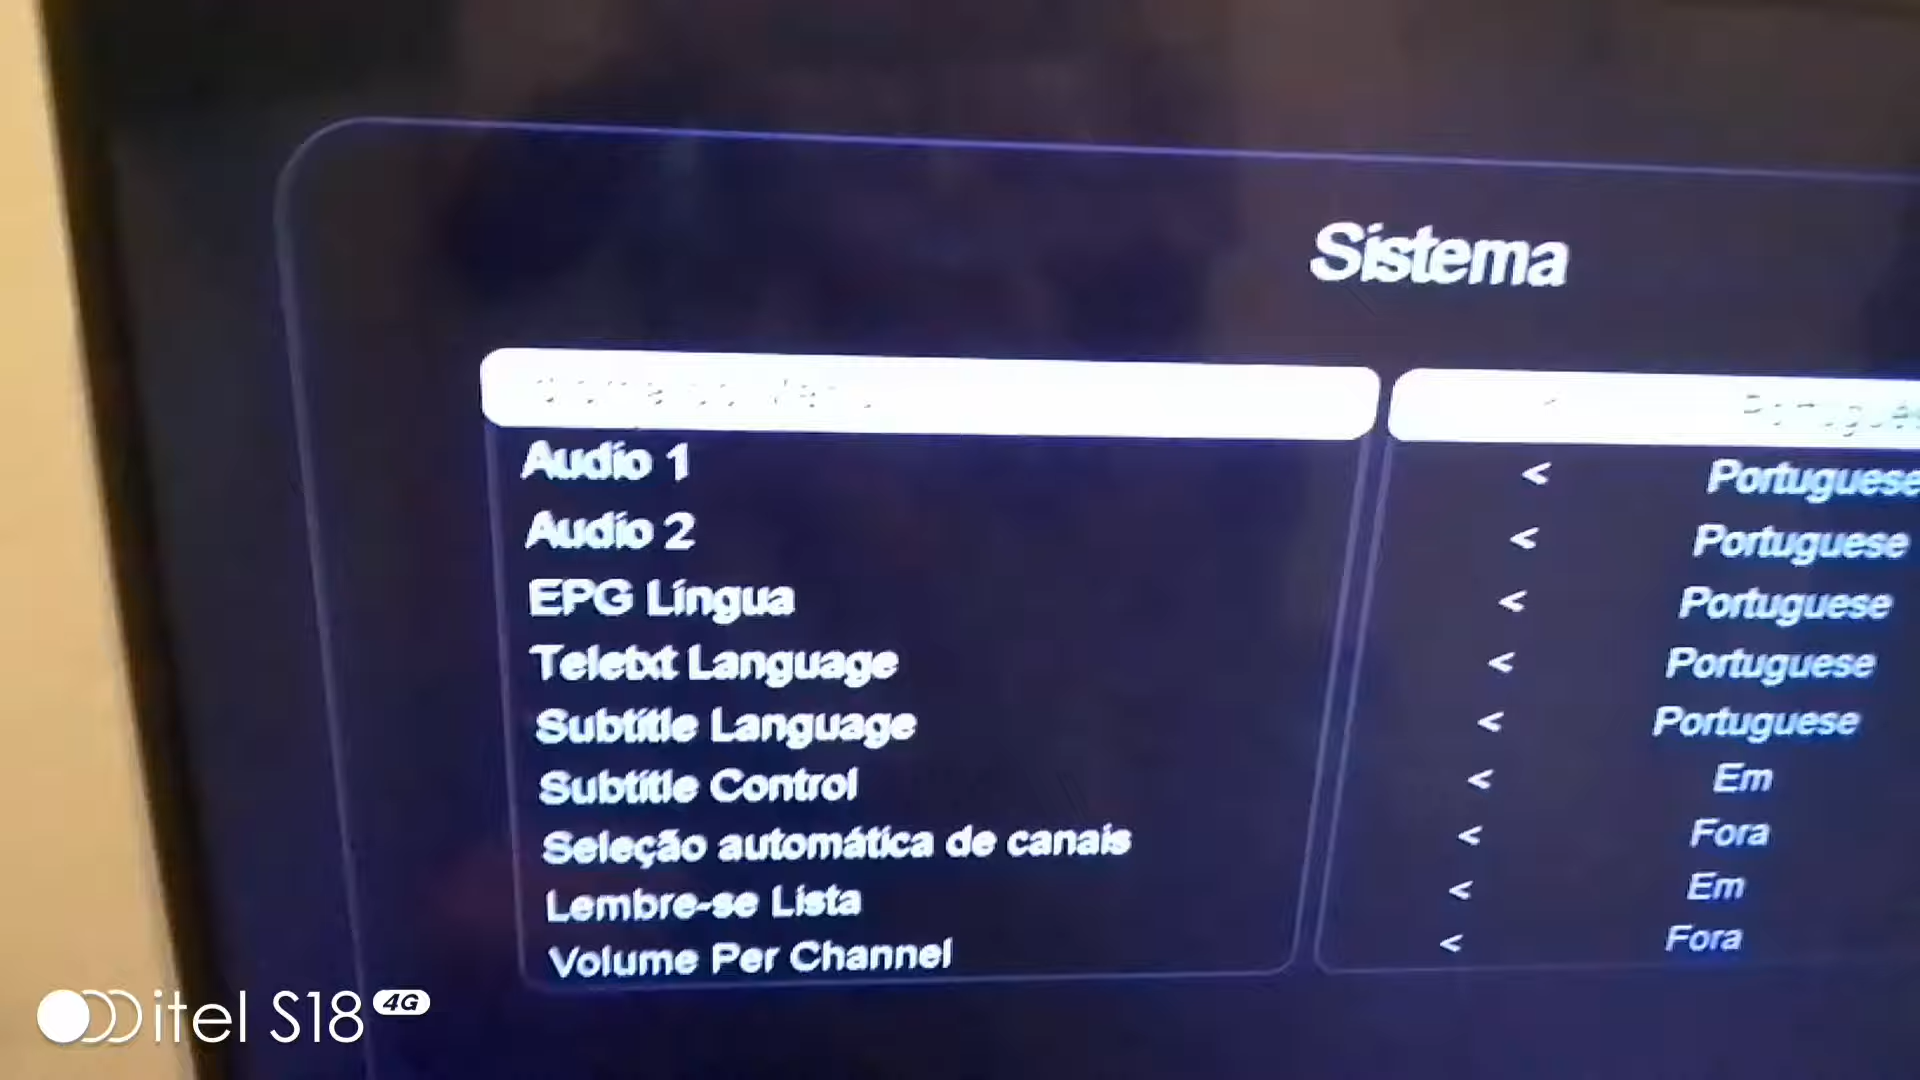 Sistema
Audio 1 < Portuguese
Audio 2 < Portuguese
EPG Língua < Portuguese
Teletxt Language < Portuguese
Subtitle Language < Portuguese
Subtitle Control < Em
Seleção automática de canais < Fora
Lembre-se Lista < Em
Volume Per Channel < Fora
itel S18 4G